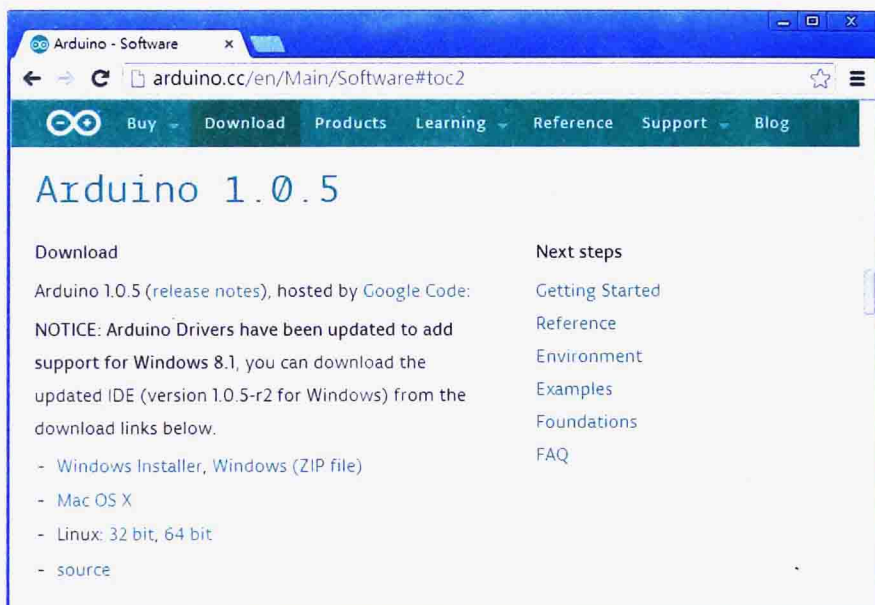 Arduino - Software
arduino.cc/en/Main/Software#toc2
Buy Download Products Learning Reference Support Blog
Arduino 1.0.5
Download
Arduino 1.0.5 (release notes), hosted by Google Code:
NOTICE: Arduino Drivers have been updated to add
support for Windows 8.1, you can download the
updated IDE (version 1.0.5-r2 for Windows) from the
download links below.
- Windows Installer, Windows (ZIP file)
- Mac OS X
- Linux: 32 bit, 64 bit
- source
Next steps
Getting Started
Reference
Environment
Examples
Foundations
FAQ